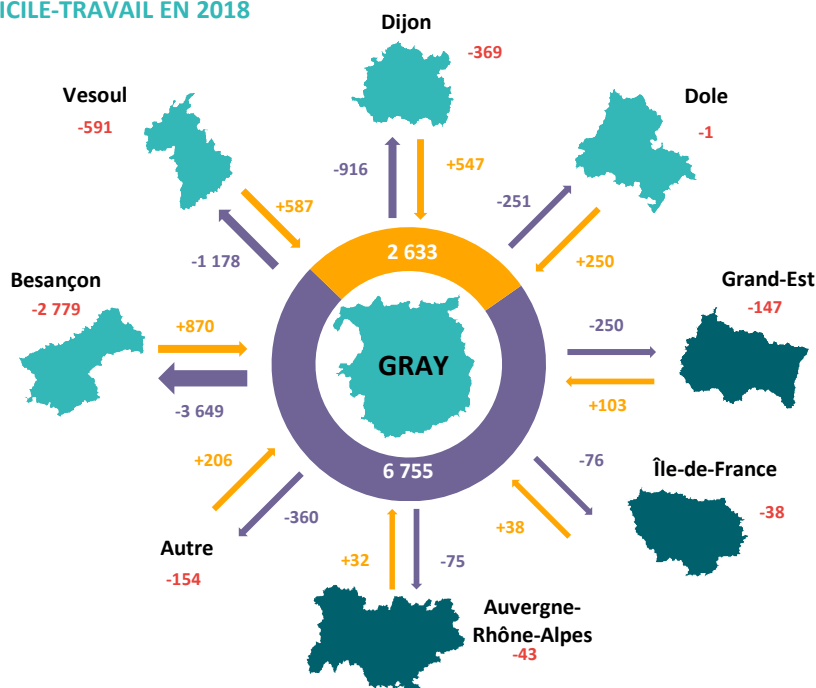 ICILE-TRAVAIL EN 2018
Dijon
-369
Vesoul
-591
Dole
-1
-916
+547
-251
+587
+250
-1 178
2 633
Besançon
-2 779
Grand-Est
-147
+870
-250
GRAY
-3 649
+103
+206
6 755
-76
Île-de-France
-38
-360
+38
Autre
-154
+32
-75
Auvergne-
Rhône-Alpes
-43